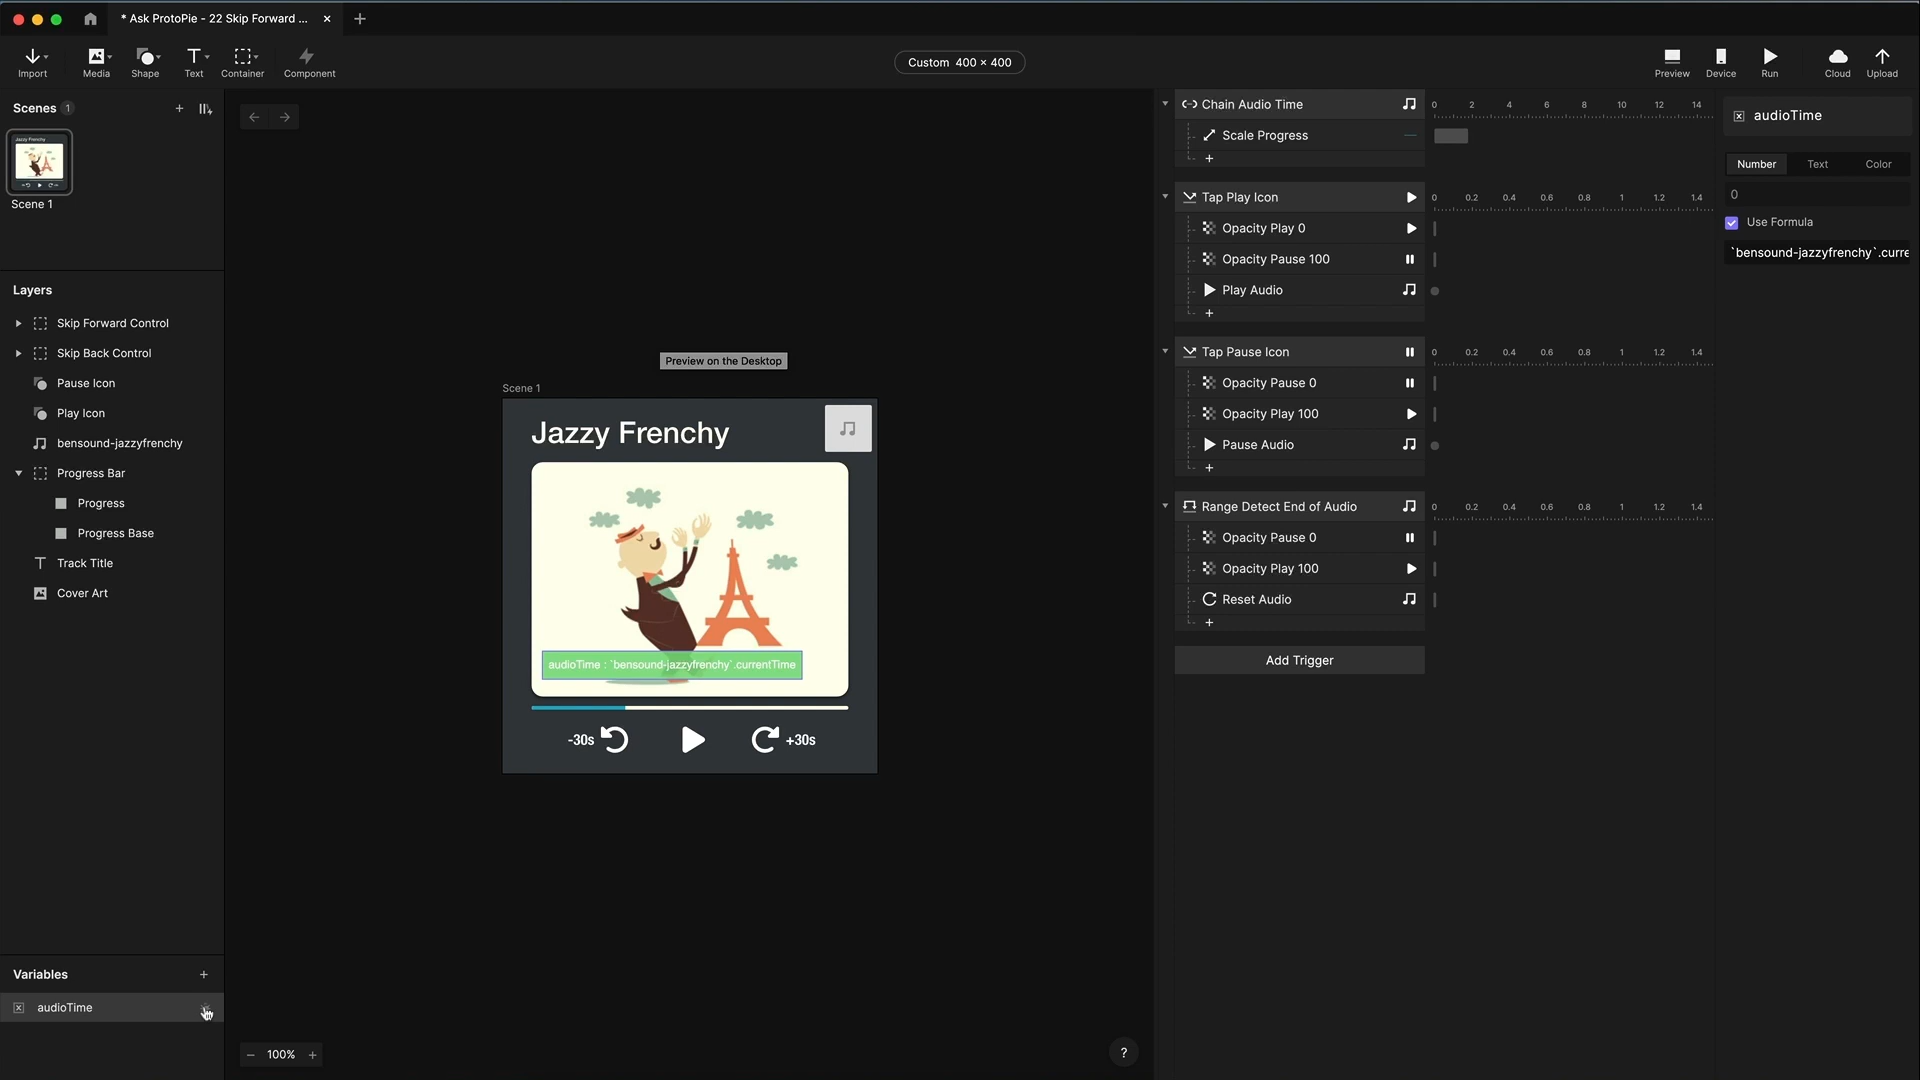 * Ask ProtoPie - 22 Skip Forward ...
Import
Media
Shape
Text
Container
Component
Custom 400 × 400
Preview
Device
Run
Cloud
Upload
Scenes 1
Jazzy Frenchy
Scene 1
Layers
Skip Forward Control
Skip Back Control
Pause Icon
Play Icon
bensound-jazzyfrenchy
Progress Bar
Progress
Progress Base
Track Title
Cover Art
Variables
audioTime
Preview on the Desktop
Scene 1
Jazzy Frenchy
audioTime : `bensound-jazzyfrenchy`.currentTime
-30s
+30s
100%
?
Chain Audio Time
0 2 4 6 8 10 12 14
Scale Progress
Tap Play Icon
0 0.2 0.4 0.6 0.8 1 1.2 1.4
Opacity Play 0
Opacity Pause 100
Play Audio
Tap Pause Icon
0 0.2 0.4 0.6 0.8 1 1.2 1.4
Opacity Pause 0
Opacity Play 100
Pause Audio
Range Detect End of Audio
0 0.2 0.4 0.6 0.8 1 1.2 1.4
Opacity Pause 0
Opacity Play 100
Reset Audio
Add Trigger
audioTime
Number Text Color
0
Use Formula
`bensound-jazzyfrenchy`.curre